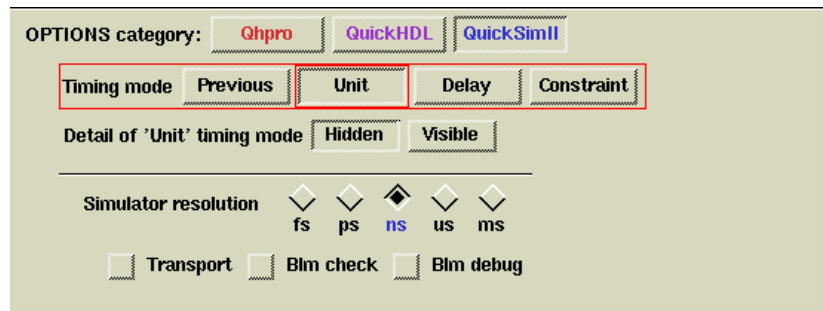 OPTIONS category: Qhpro QuickHDL QuickSimII
Timing mode Previous Unit Delay Constraint
Detail of 'Unit' timing mode Hidden Visible
Simulator resolution
fs ps ns us ms
Transport Blm check Blm debug